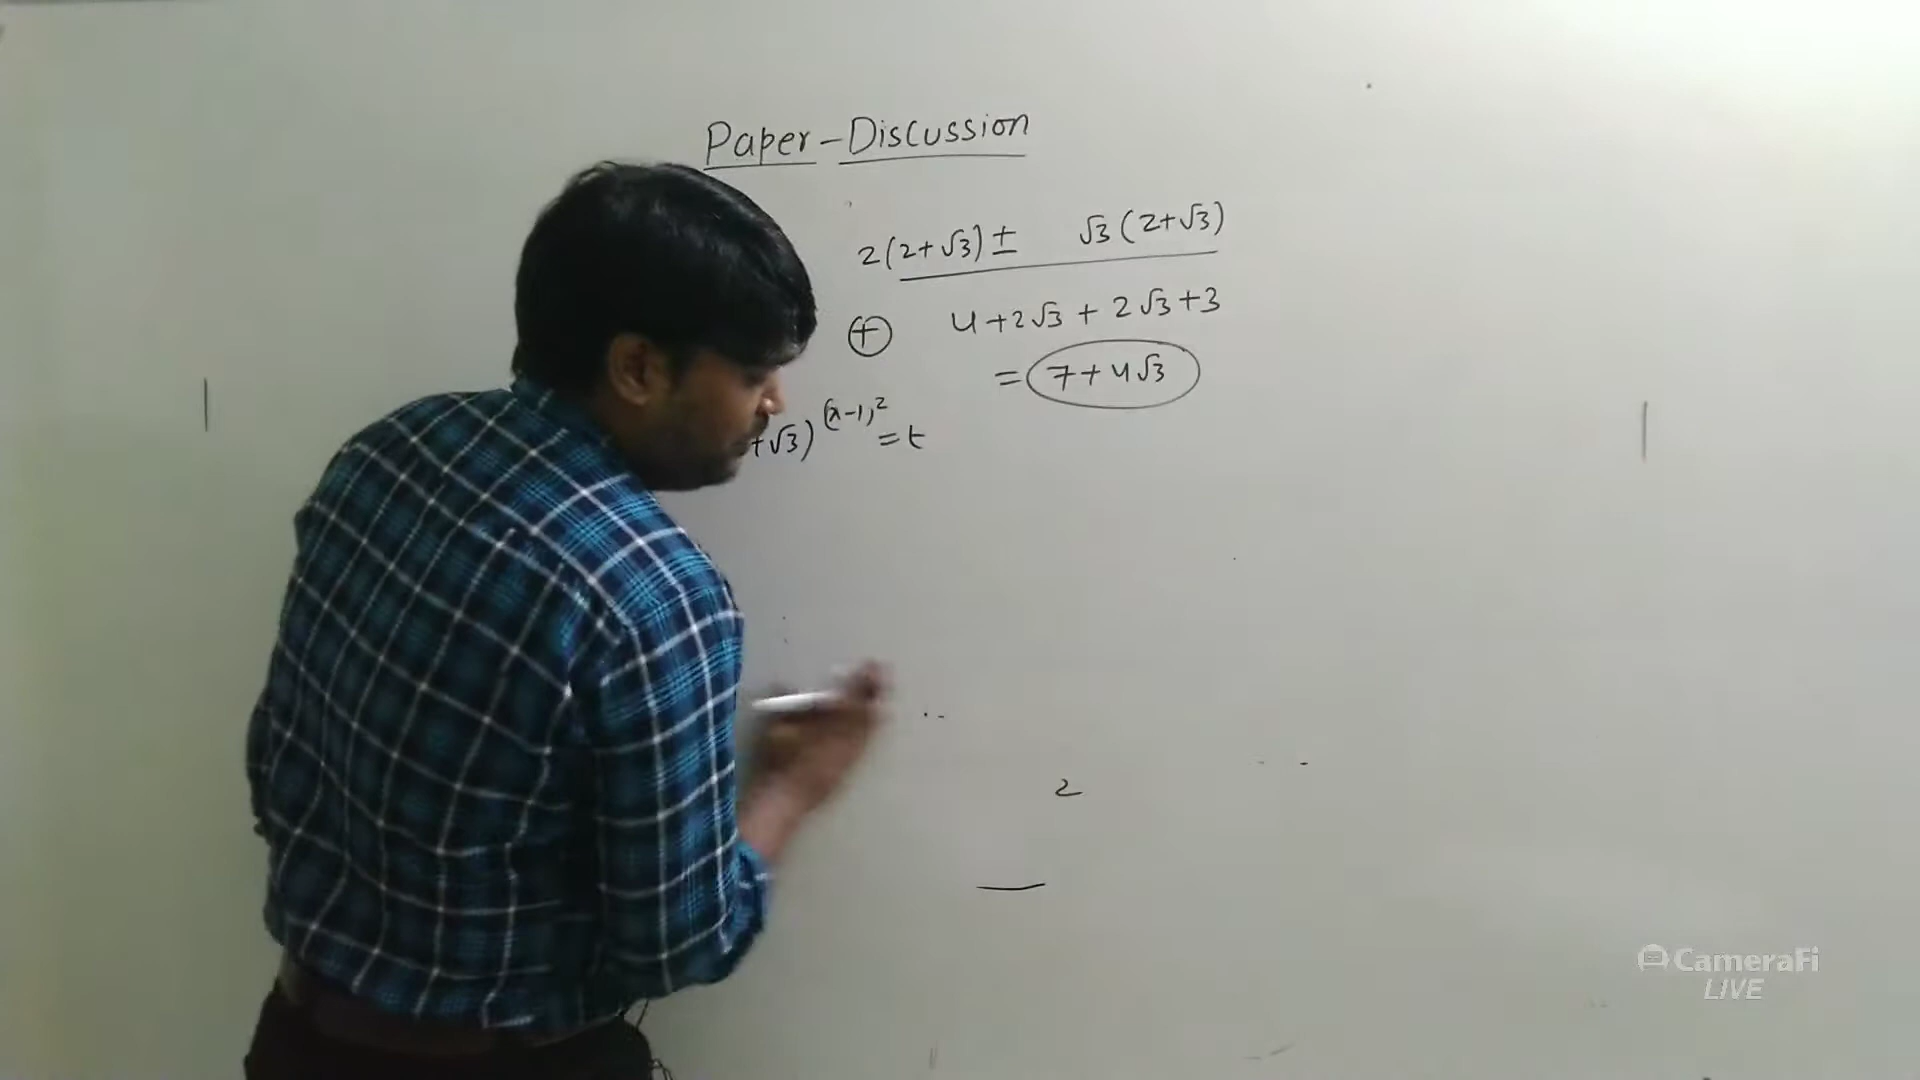 Paper-Discussion
2(2+√3) ± √3(2+√3)
(+) 4+2√3 + 2√3+3
= 7+4√3
+√3)^(x-1)^2 = t
2
CameraFi
LIVE